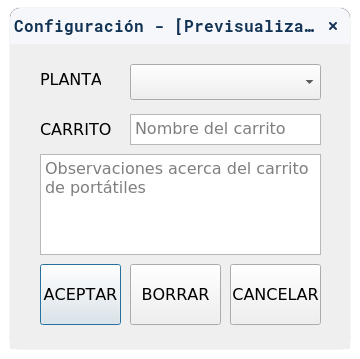 Configuración - [Previsualiza… ×
PLANTA
CARRITO Nombre del carrito
Observaciones acerca del carrito
de portátiles
ACEPTAR BORRAR CANCELAR